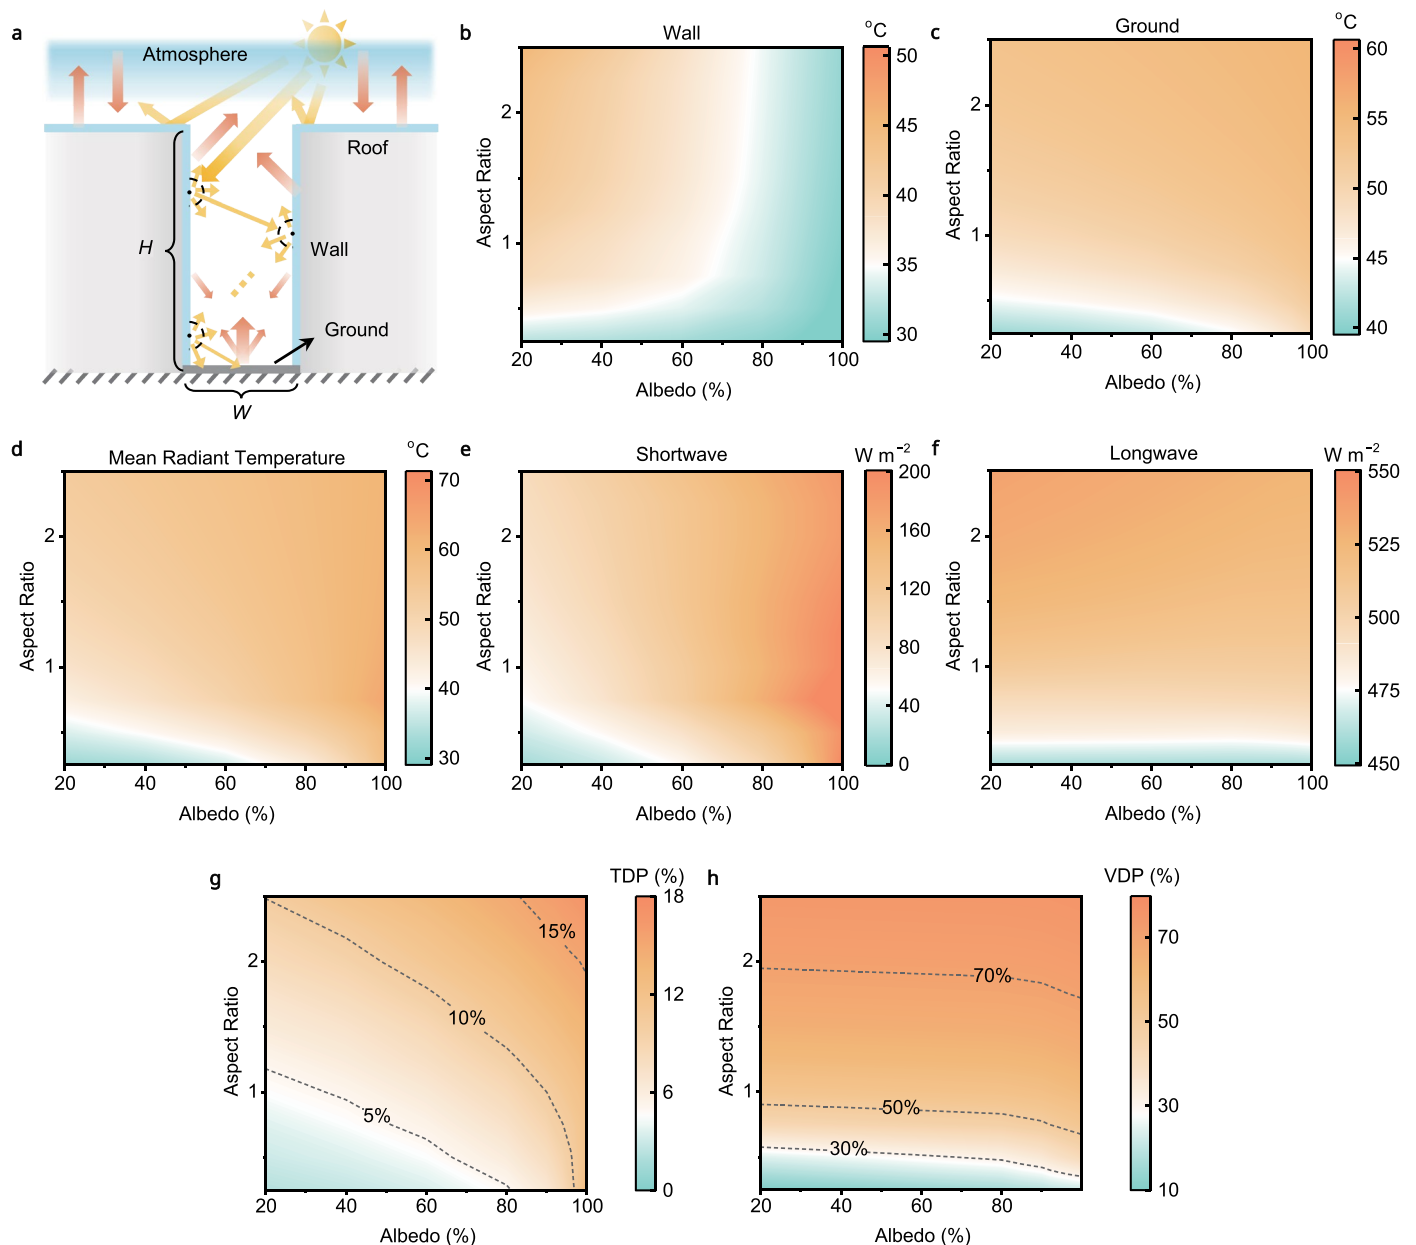 a
Atmosphere
Roof
H
Wall
Ground
W
b
Wall
°C
50
45
40
35
30
2
1
Aspect Ratio
20 40 60 80 100
Albedo (%)
c
Ground
°C
60
55
50
45
40
2
1
Aspect Ratio
20 40 60 80 100
Albedo (%)
d
Mean Radiant Temperature
°C
70
60
50
40
30
2
1
Aspect Ratio
20 40 60 80 100
Albedo (%)
e
Shortwave
W m⁻²
200
160
120
80
40
0
2
1
Aspect Ratio
20 40 60 80 100
Albedo (%)
f
Longwave
W m⁻²
550
525
500
475
450
2
1
Aspect Ratio
20 40 60 80 100
Albedo (%)
g
TDP (%)
18
12
6
0
15%
10%
5%
2
1
Aspect Ratio
20 40 60 80 100
Albedo (%)
h
VDP (%)
70
50
30
10
70%
50%
30%
2
1
Aspect Ratio
20 40 60 80
Albedo (%)